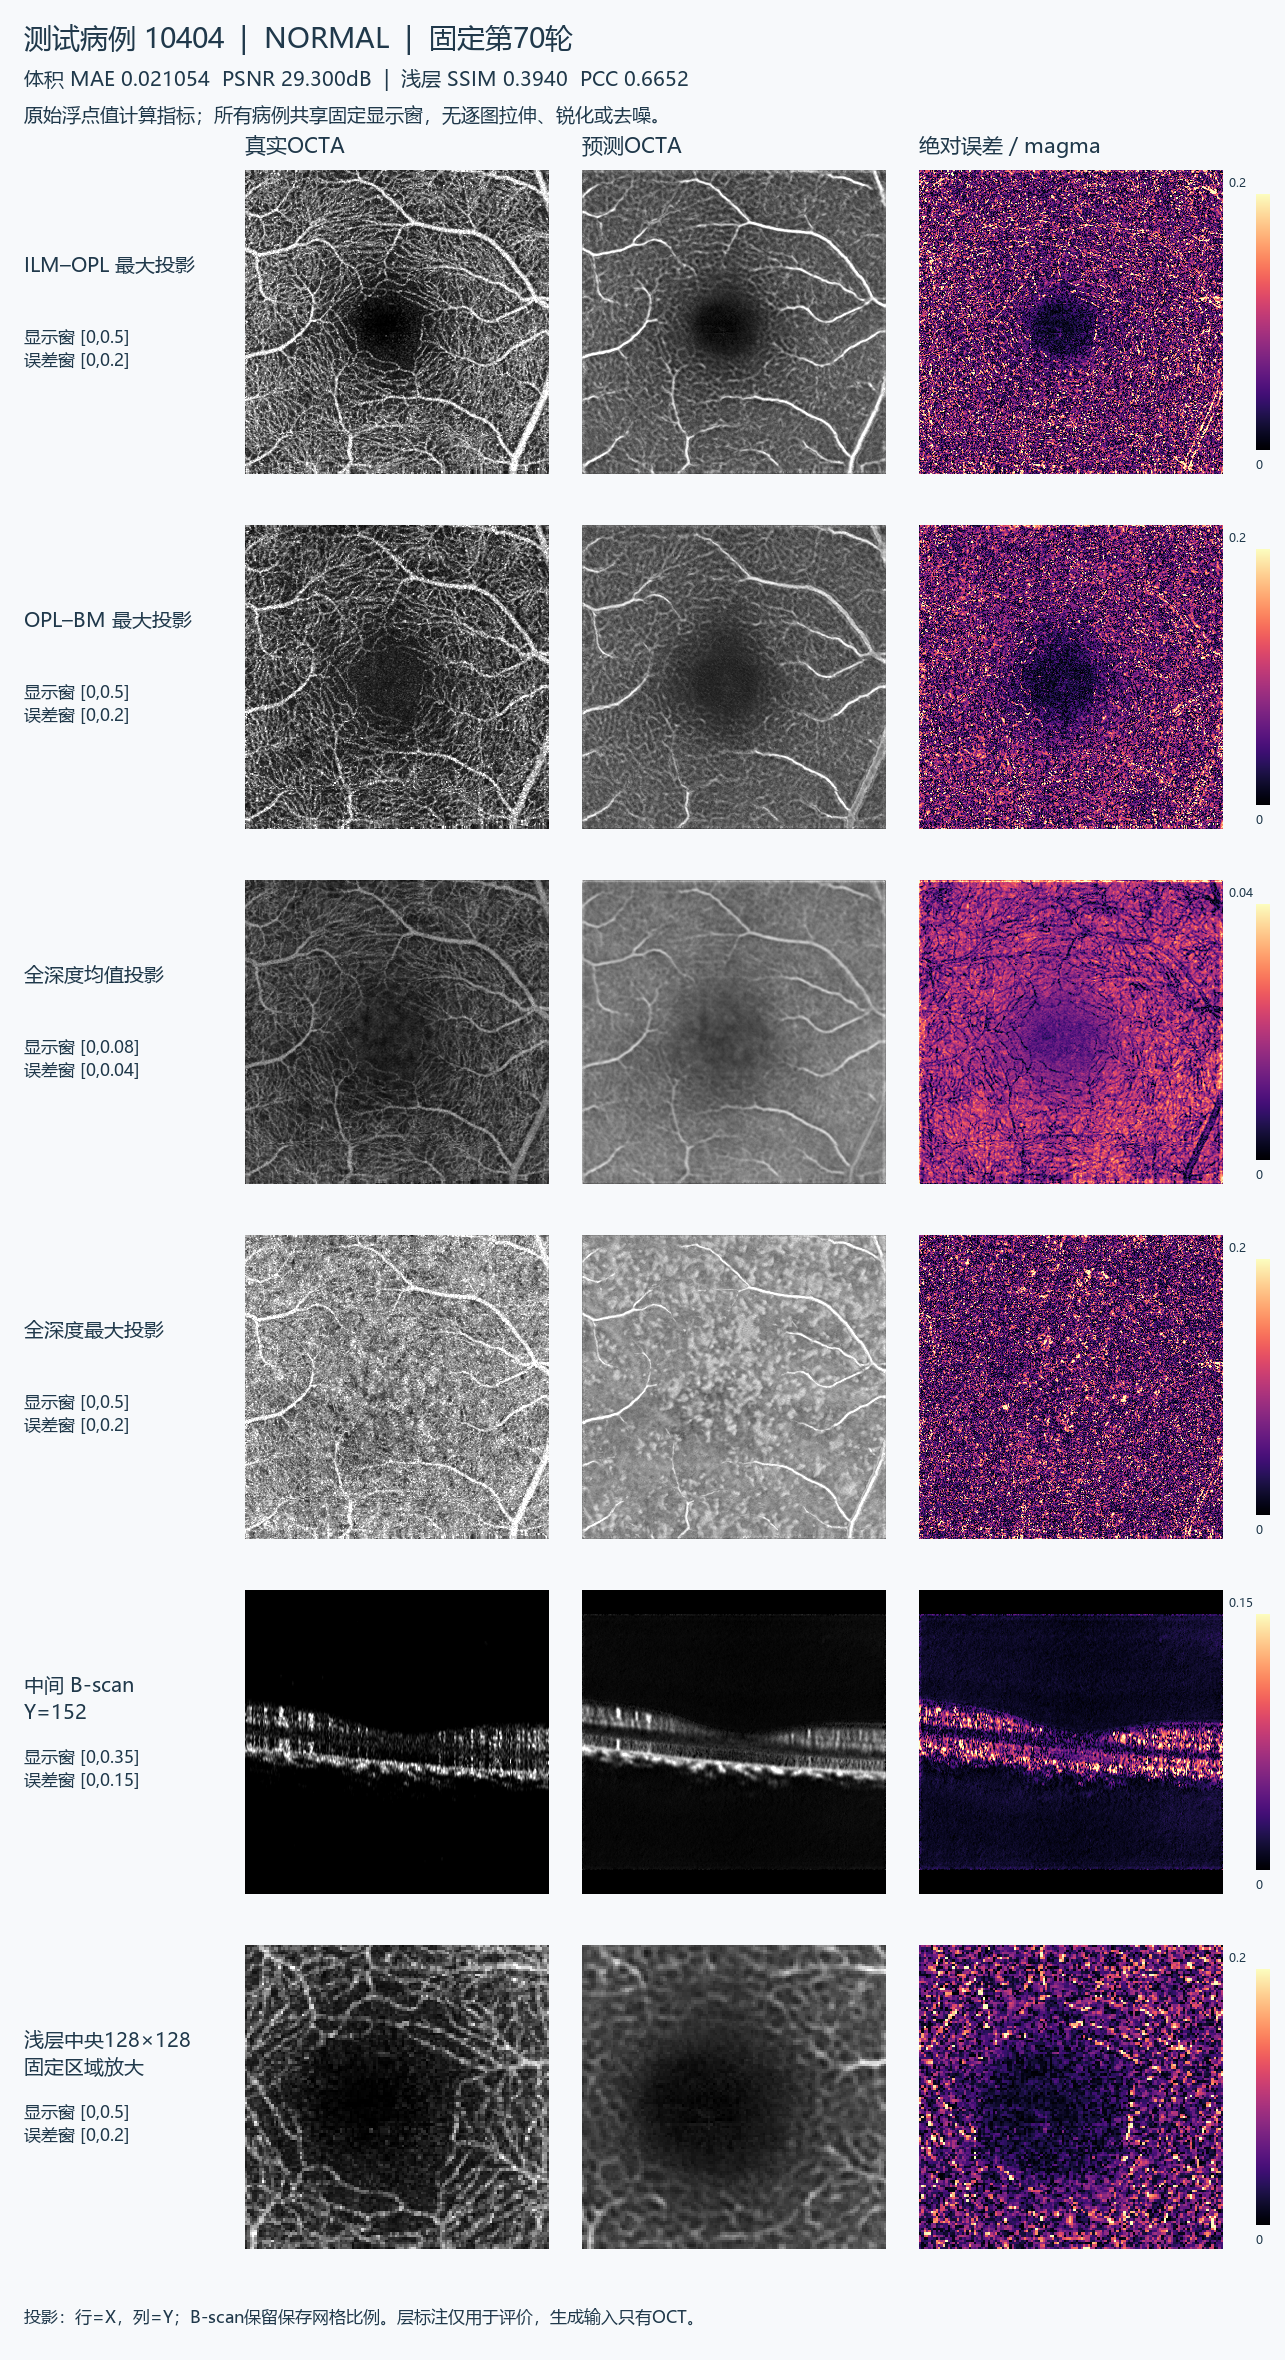 测试病例 10404 | NORMAL | 固定第70轮
体积 MAE 0.021054 PSNR 29.300dB | 浅层 SSIM 0.3940 PCC 0.6652
原始浮点值计算指标；所有病例共享固定显示窗，无逐图拉伸、锐化或去噪。
真实OCTA 预测OCTA 绝对误差 / magma
0.2
ILM–OPL 最大投影
显示窗 [0,0.5]
误差窗 [0,0.2]
0
0.2
OPL–BM 最大投影
显示窗 [0,0.5]
误差窗 [0,0.2]
0
0.04
全深度均值投影
显示窗 [0,0.08]
误差窗 [0,0.04]
0
0.2
全深度最大投影
显示窗 [0,0.5]
误差窗 [0,0.2]
0
0.15
中间 B-scan
Y=152
显示窗 [0,0.35]
误差窗 [0,0.15]
0
0.2
浅层中央128×128
固定区域放大
显示窗 [0,0.5]
误差窗 [0,0.2]
0
投影：行=X，列=Y；B-scan保留保存网格比例。层标注仅用于评价，生成输入只有OCT。